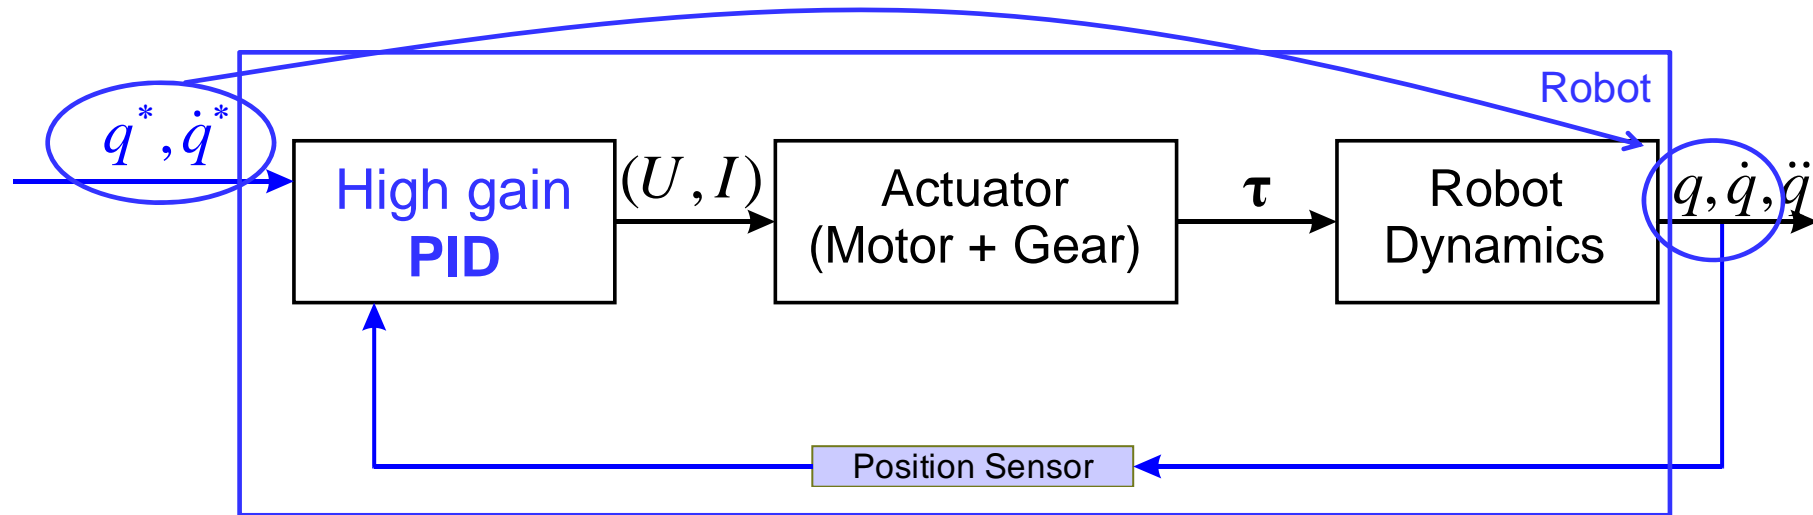 Robot
q*, q̇*
High gain
PID
(U, I)
Actuator
(Motor + Gear)
τ
Robot
Dynamics
q, q̇, q̈
Position Sensor